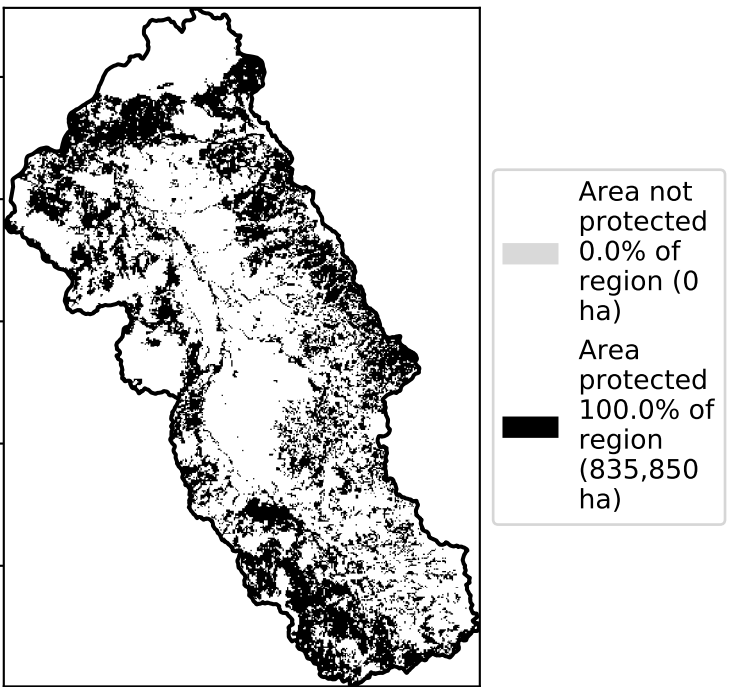 Area not
protected
0.0% of
region (0
ha)
Area
protected
100.0% of
region
(835,850
ha)